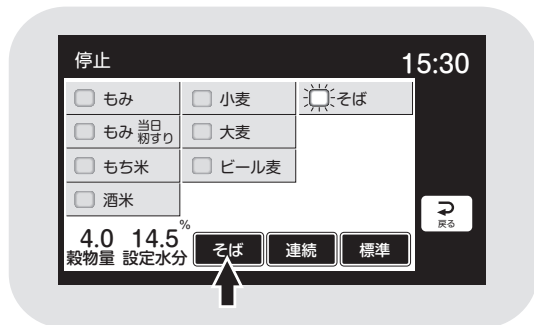 停止
15:30
もみ
小麦
そば
もみ 当日籾すり
大麦
もち米
ビール麦
酒米
戻る
4.0 14.5%
穀物量 設定水分
そば
連続
標準